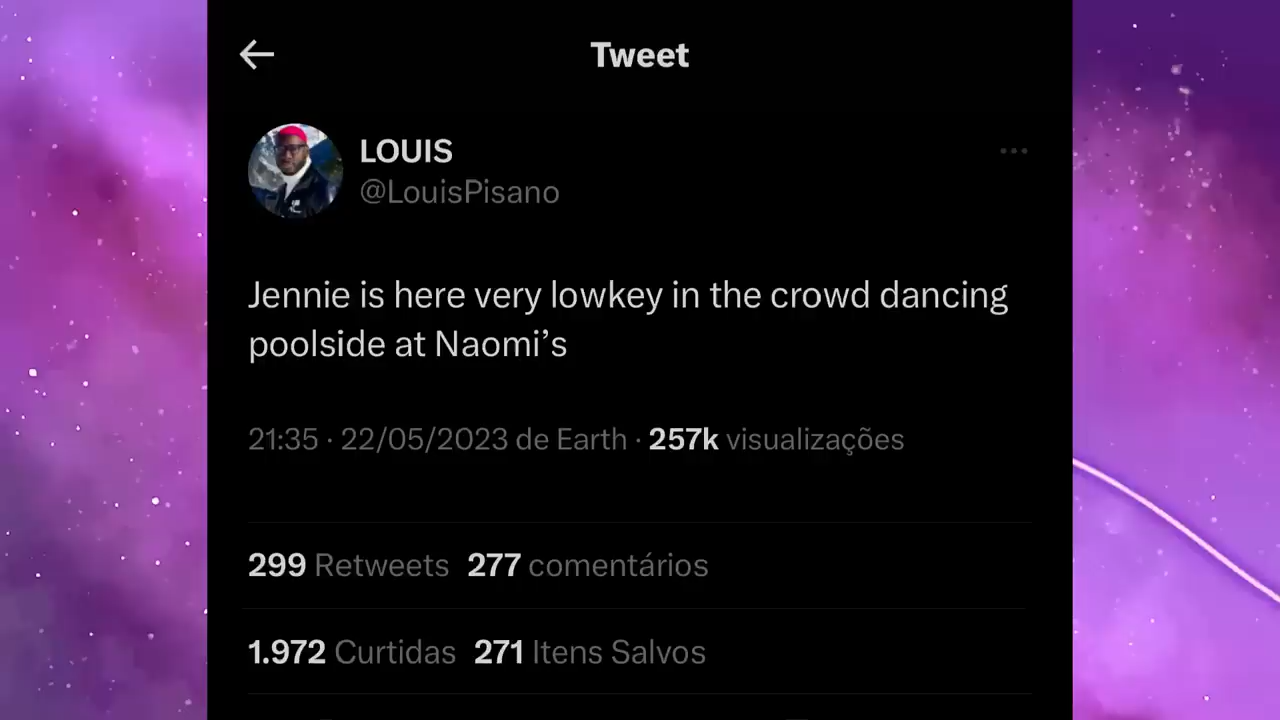 Tweet
LOUIS
@LouisPisano
Jennie is here very lowkey in the crowd dancing
poolside at Naomi’s
21:35 · 22/05/2023 de Earth · 257k visualizações
299 Retweets 277 comentários
1.972 Curtidas 271 Itens Salvos